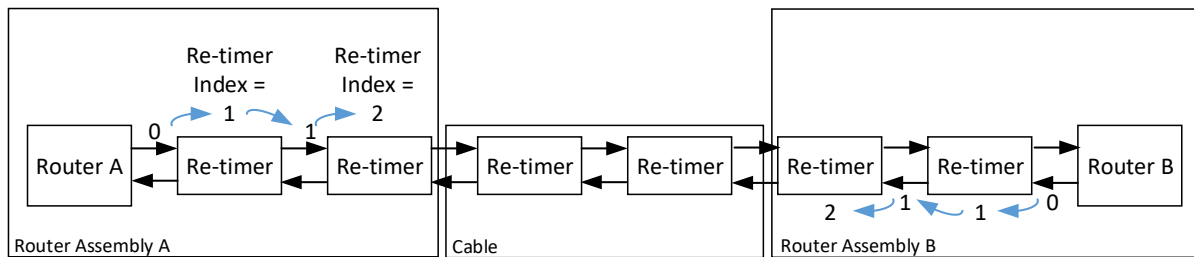 Re-timer
Index =
1
Re-timer
Index =
2
0
1
Router A
Re-timer
Re-timer
Re-timer
Re-timer
Re-timer
Re-timer
Router B
2
1
1
0
Router Assembly A
Cable
Router Assembly B